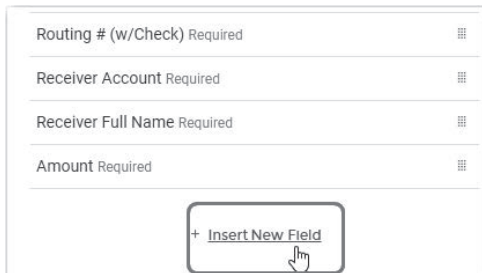 Routing # (w/Check) Required
Receiver Account Required
Receiver Full Name Required
Amount Required
+ Insert New Field